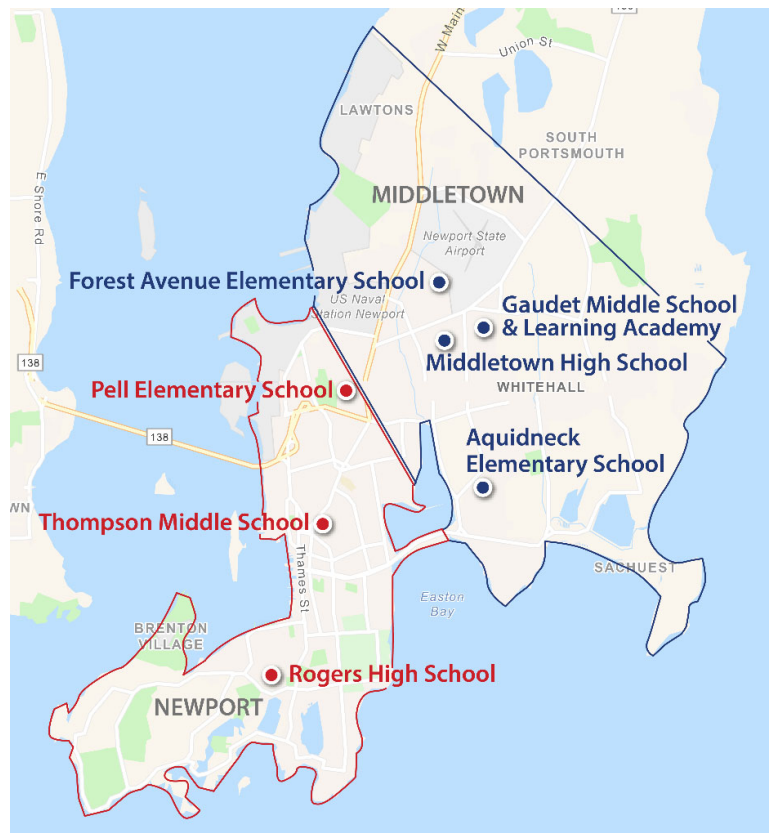 138
W Main
Union St
LAWTONS
SOUTH
PORTSMOUTH
E Shore Rd
MIDDLETOWN
Newport State
Airport
Forest Avenue Elementary School
US Naval
Station Newport
Gaudet Middle School
& Learning Academy
Middletown High School
138
Pell Elementary School
WHITEHALL
138
Aquidneck
Elementary School
WN
Thompson Middle School
Thames St
SACHUEST
Easton
Bay
BRENTON
VILLAGE
Rogers High School
NEWPORT